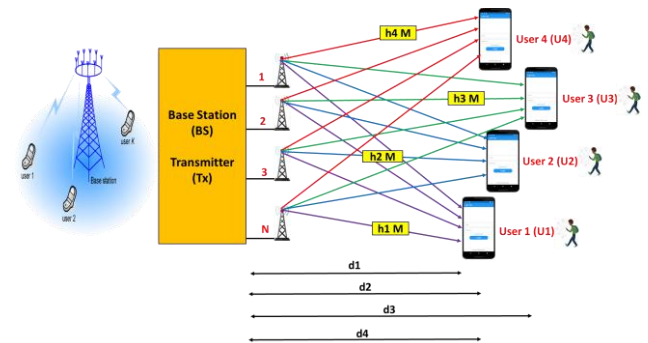 user 1
user 2
user K
Base station
Base Station
(BS)
Transmitter
(Tx)
1
2
3
N
h4 M
h3 M
h2 M
h1 M
User 4 (U4)
User 3 (U3)
User 2 (U2)
User 1 (U1)
d1
d2
d3
d4